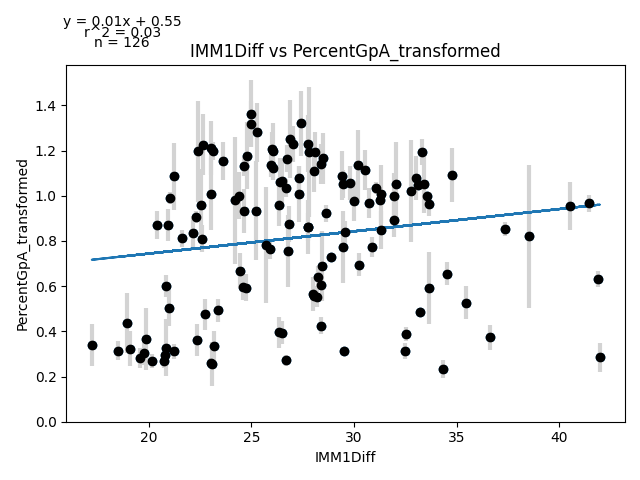 y = 0.01x + 0.55
r^2 = 0.03
n = 126
IMM1Diff vs PercentGpA_transformed
PercentGpA_transformed
1.4
1.2
1.0
0.8
0.6
0.4
0.2
0.0
20 25 30 35 40
IMM1Diff